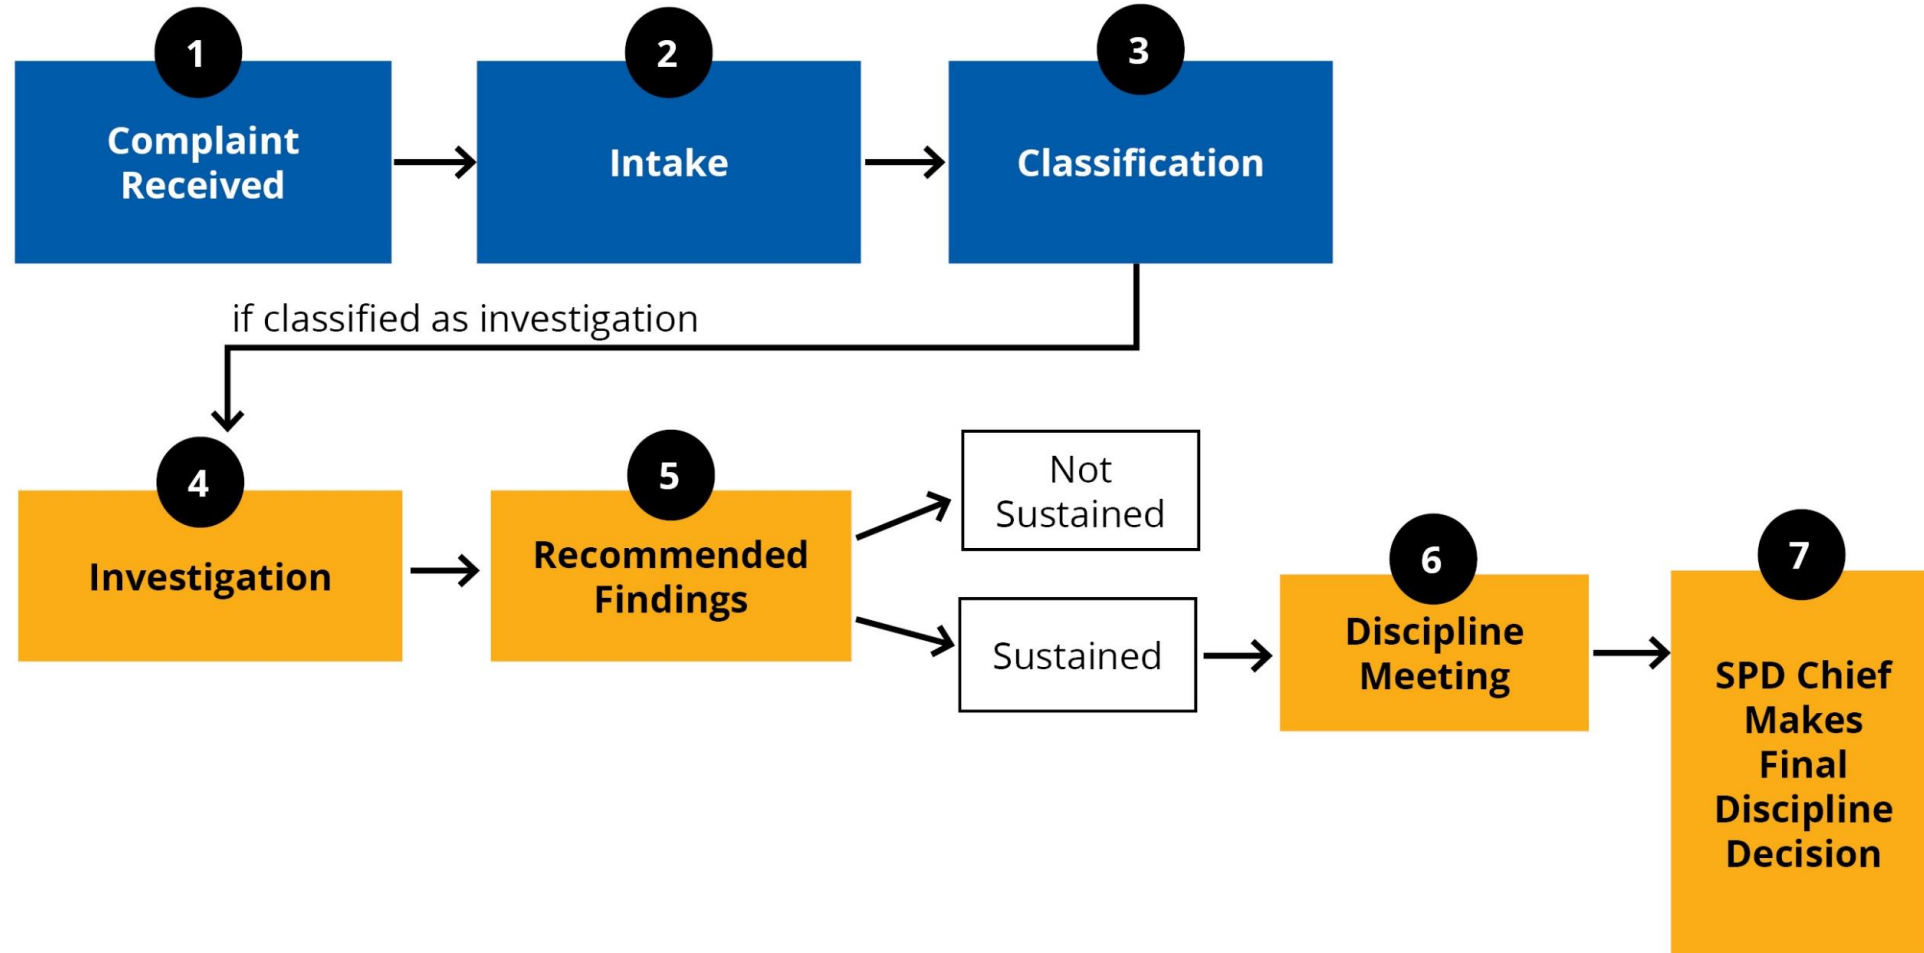 1
Complaint
Received
2
Intake
3
Classification
if classified as investigation
4
Investigation
5
Recommended
Findings
Not
Sustained
Sustained
6
Discipline
Meeting
7
SPD Chief
Makes
Final
Discipline
Decision